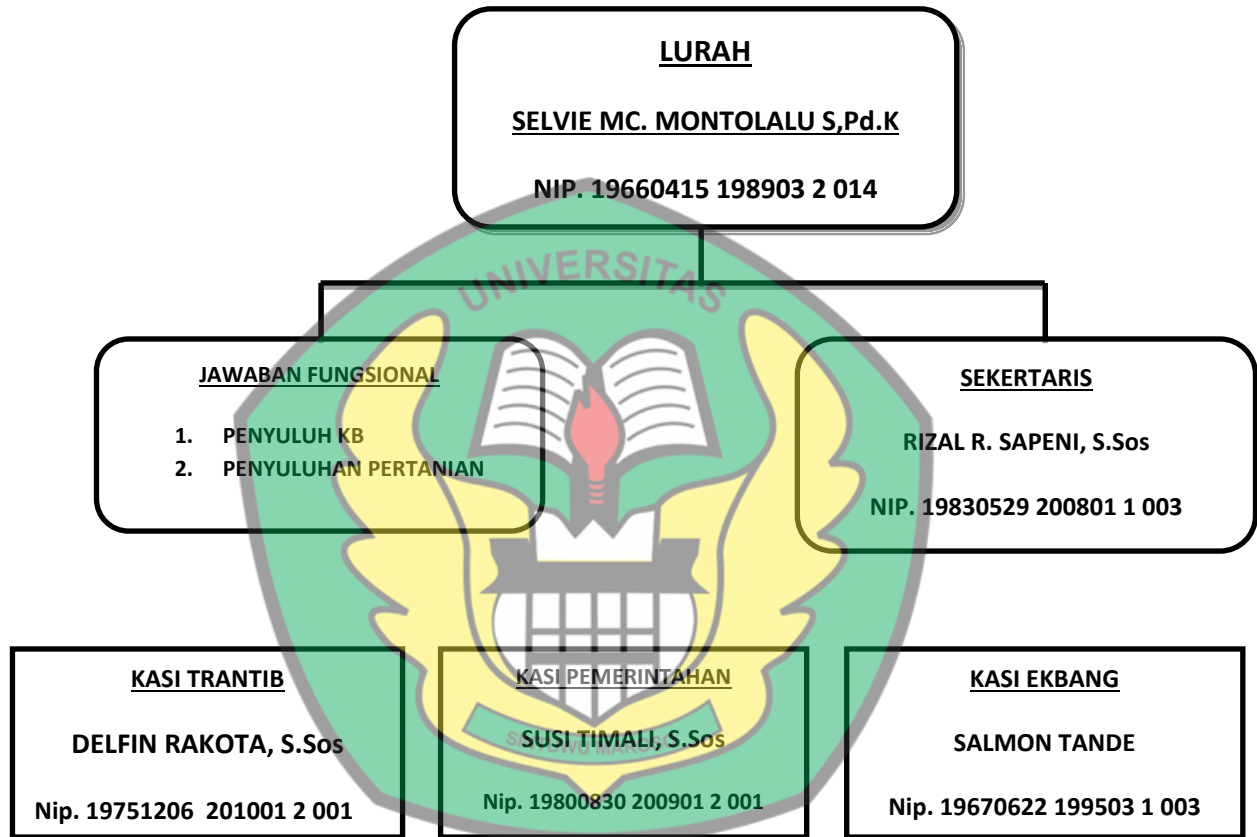 LURAH
SELVIE MC. MONTOLALU S,Pd.K
NIP. 19660415 198903 2 014
UNIVERSITAS
JAWABAN FUNGSIONAL
1. PENYULUH KB
2. PENYULUHAN PERTANIAN
SEKERTARIS
RIZAL R. SAPENI, S.Sos
NIP. 19830529 200801 1 003
KASI TRANTIB
DELFIN RAKOTA, S.Sos
Nip. 19751206 201001 2 001
KASI PEMERINTAHAN
SUSI TIMALI, S.Sos
Nip. 19800830 200901 2 001
KASI EKBANG
SALMON TANDE
Nip. 19670622 199503 1 003